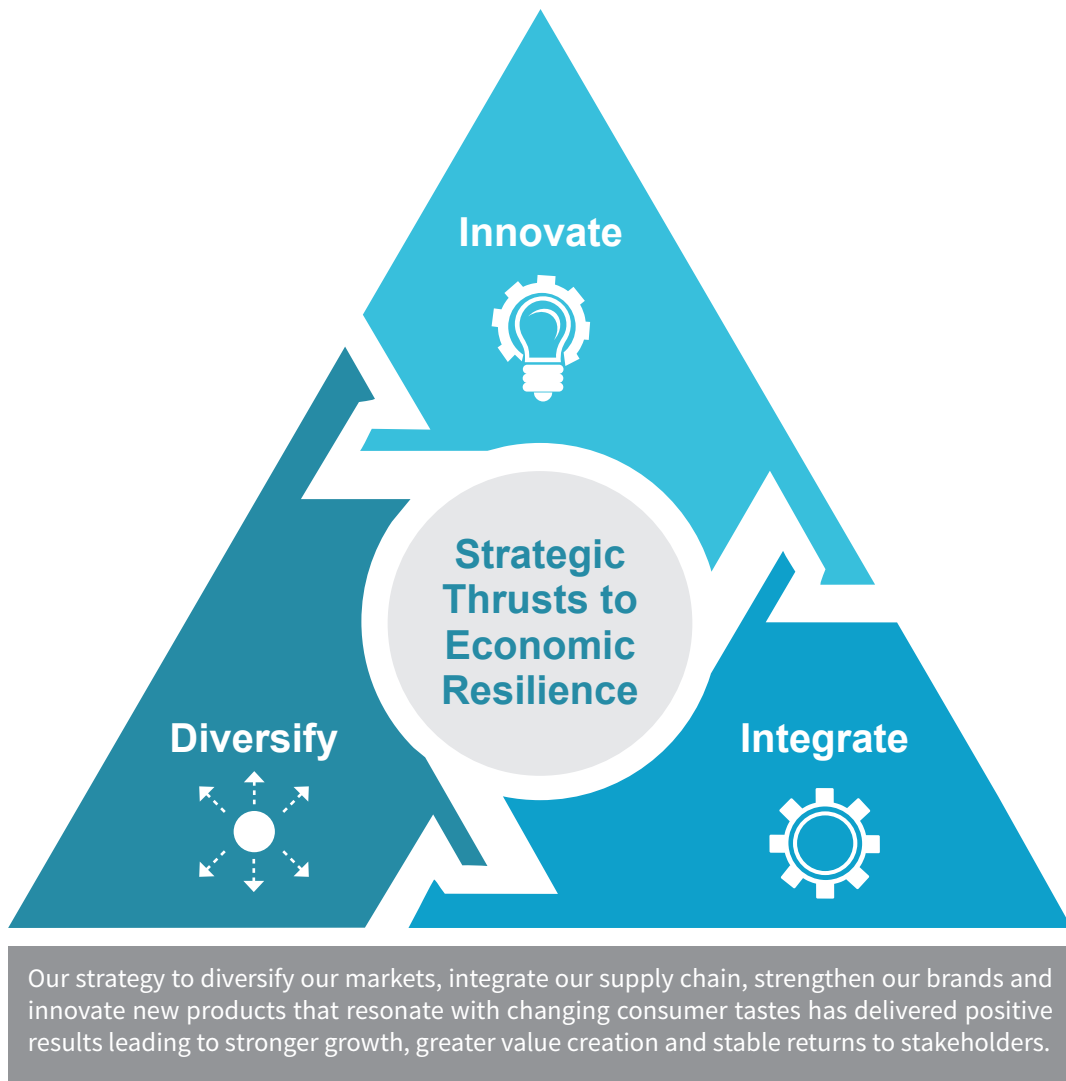 Innovate
Strategic
Thrusts to
Economic
Resilience
Diversify
Integrate
Our strategy to diversify our markets, integrate our supply chain, strengthen our brands and
innovate new products that resonate with changing consumer tastes has delivered positive
results leading to stronger growth, greater value creation and stable returns to stakeholders.